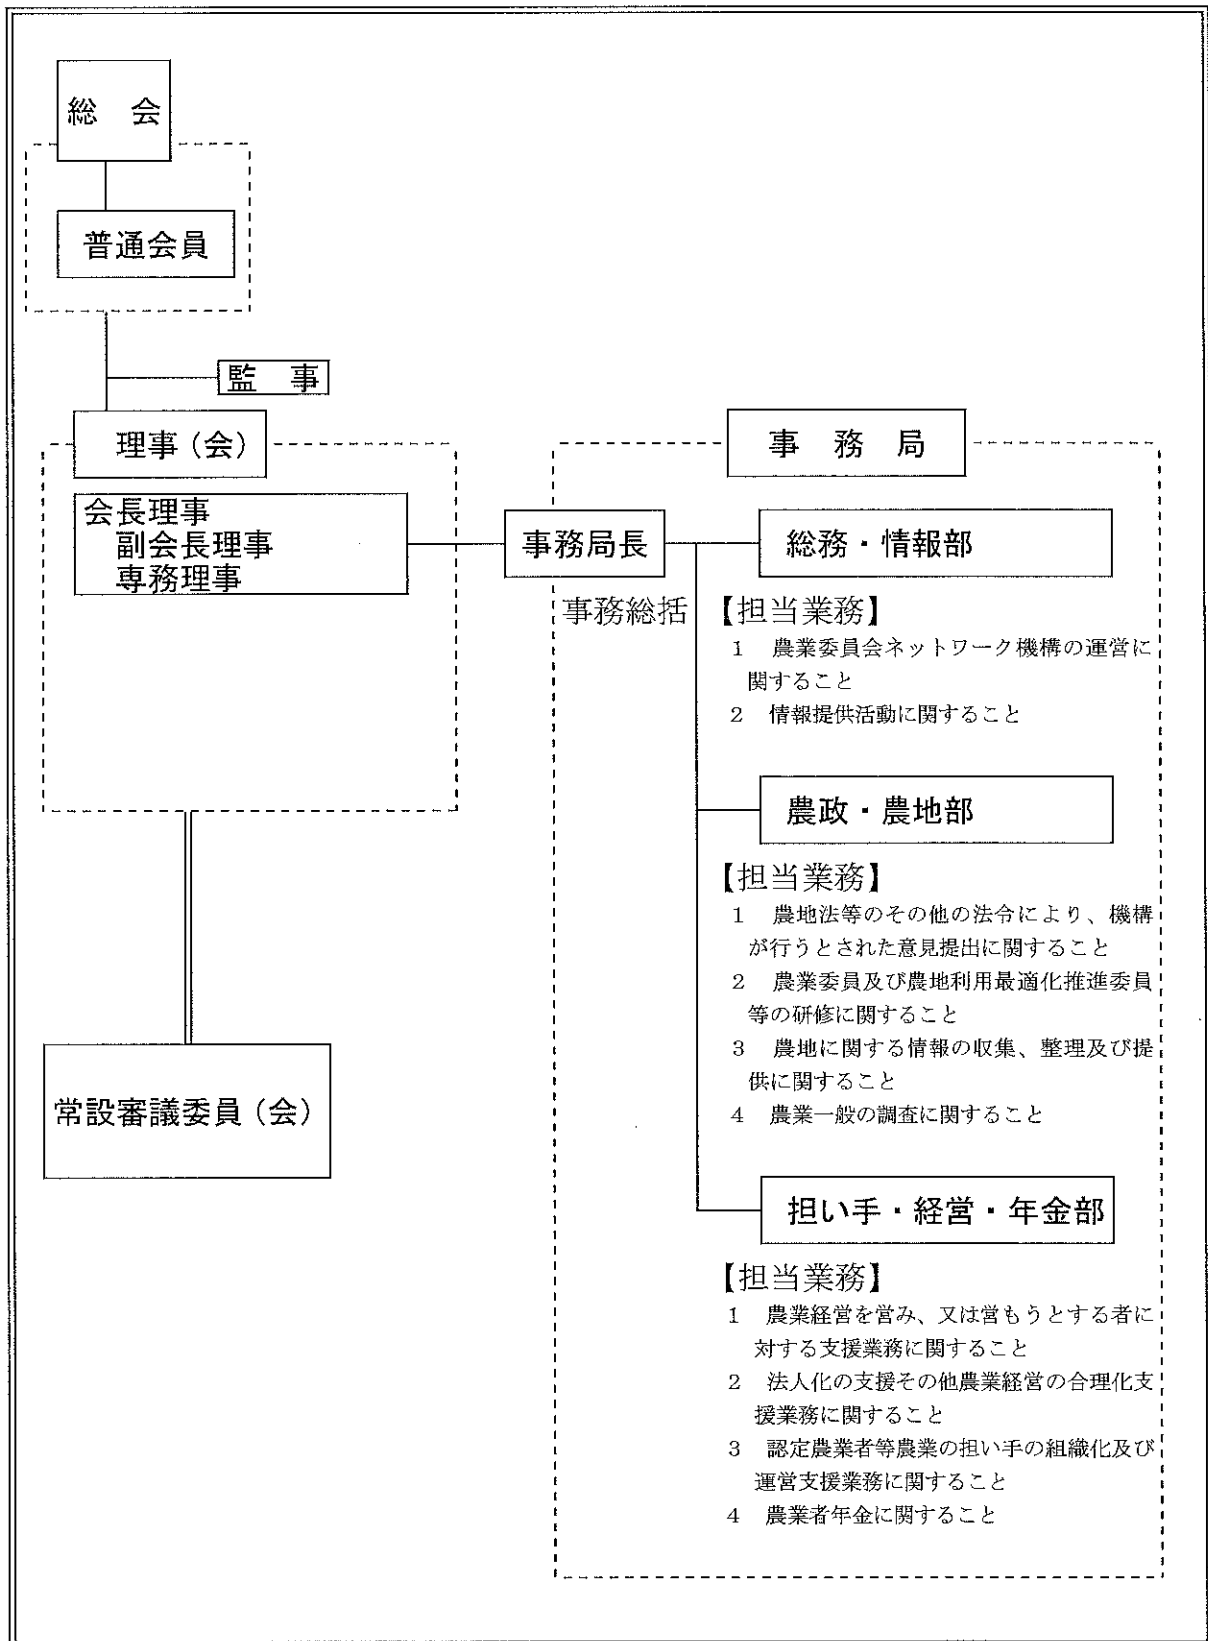 総　会
普通会員
監　事
理事（会）
会長理事
副会長理事
専務理事
常設審議委員（会）
事　務　局
事務局長
事務総括
総務・情報部
【担当業務】
１　農業委員会ネットワーク機構の運営に
関すること
２　情報提供活動に関すること
農政・農地部
【担当業務】
１　農地法等のその他の法令により、機構
が行うとされた意見提出に関すること
２　農業委員及び農地利用最適化推進委員
等の研修に関すること
３　農地に関する情報の収集、整理及び提
供に関すること
４　農業一般の調査に関すること
担い手・経営・年金部
【担当業務】
１　農業経営を営み、又は営もうとする者に
対する支援業務に関すること
２　法人化の支援その他農業経営の合理化支
援業務に関すること
３　認定農業者等農業の担い手の組織化及び
運営支援業務に関すること
４　農業者年金に関すること